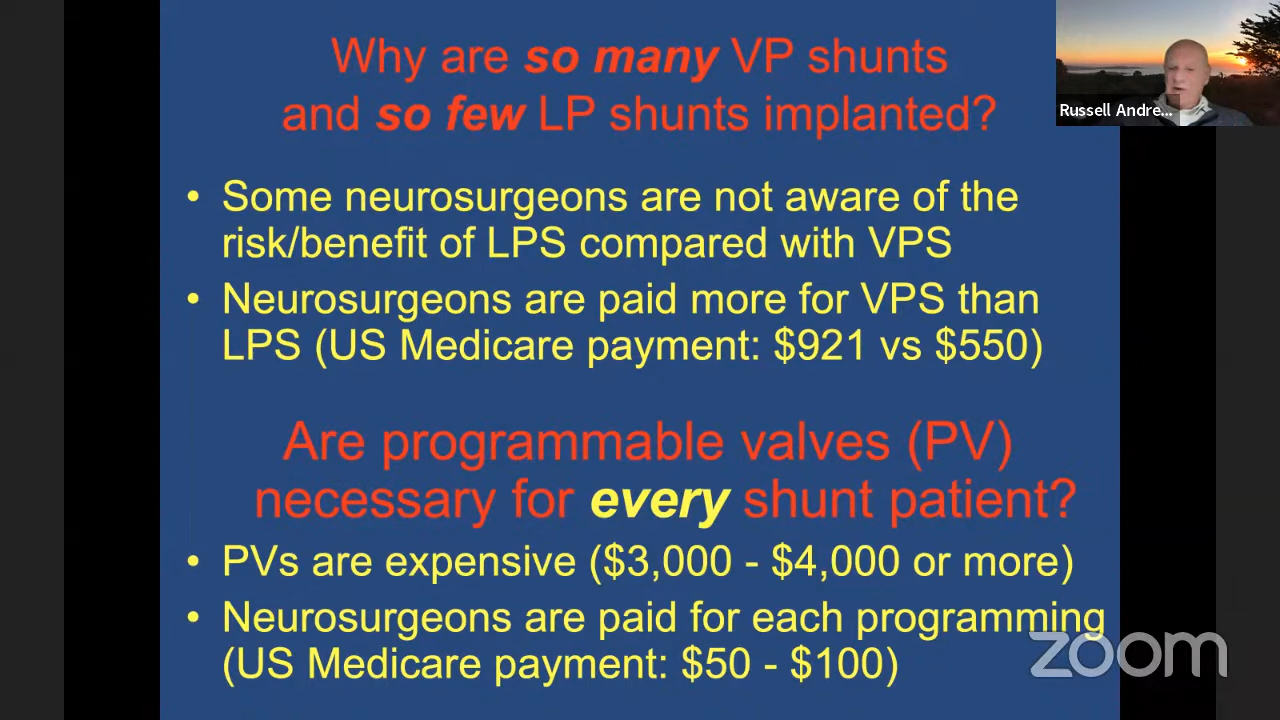 Why are so many VP shunts
and so few LP shunts implanted?
Russell Andre...
• Some neurosurgeons are not aware of the
risk/benefit of LPS compared with VPS
• Neurosurgeons are paid more for VPS than
LPS (US Medicare payment: $921 vs $550)
Are programmable valves (PV)
necessary for every shunt patient?
• PVs are expensive ($3,000 - $4,000 or more)
• Neurosurgeons are paid for each programming
(US Medicare payment: $50 - $100)
zoom